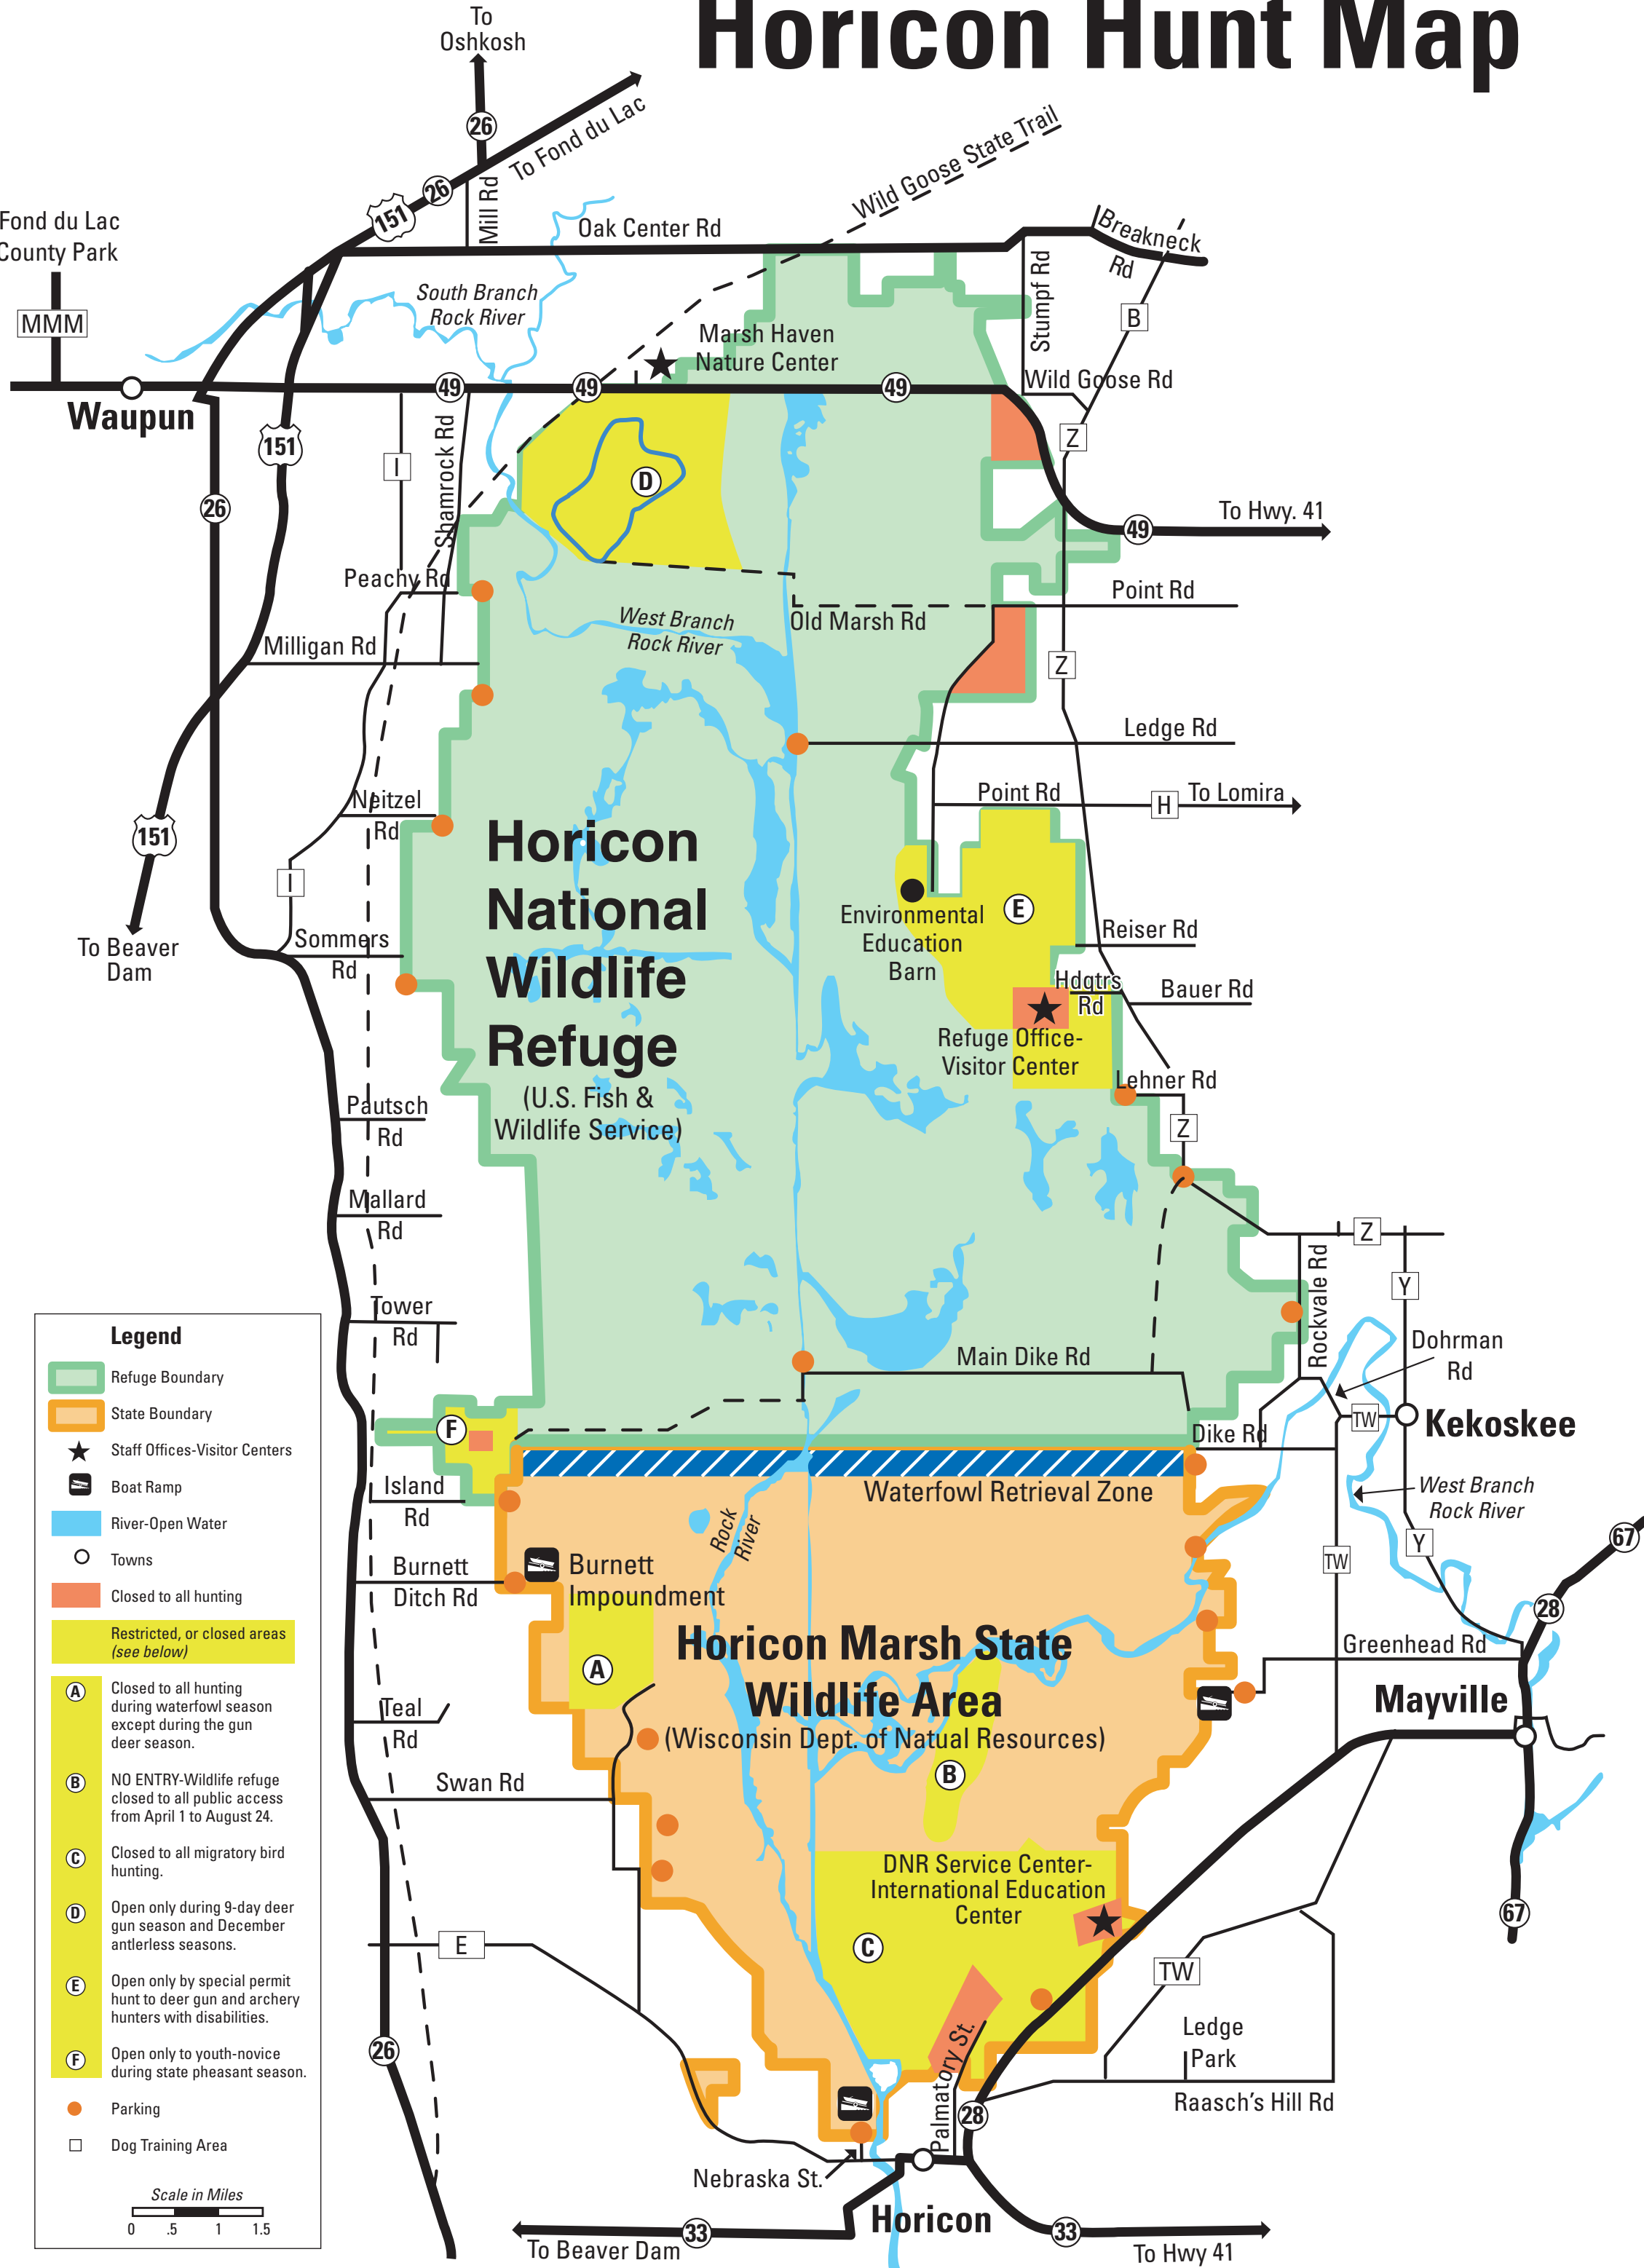 Horicon Hunt Map
To
Oshkosh
26
To Fond du Lac
Wild Goose State Trail
26
151
Mill Rd
Fond du Lac
County Park
Oak Center Rd
Breakneck
Rd
MMM
South Branch
Rock River
Stumpf Rd
B
Marsh Haven
Nature Center
Wild Goose Rd
49
49
49
Waupun
151
I
Shamrock Rd
Z
D
26
To Hwy. 41
49
Peachy Rd
Point Rd
West Branch
Rock River
Old Marsh Rd
Milligan Rd
Z
Ledge Rd
Neitzel
Rd
Point Rd
H
To Lomira
151
Horicon
National
Wildlife
Refuge
(U.S. Fish &
Wildlife Service)
I
E
Environmental
Education
Barn
Reiser Rd
To Beaver
Dam
Sommers
Rd
Hdqtrs
Rd
Bauer Rd
Refuge Office-
Visitor Center
Lehner Rd
Pautsch
Rd
Z
Mallard
Rd
Z
Rockvale Rd
Y
Tower
Rd
Main Dike Rd
Dohrman
Rd
TW
Kekoskee
F
Dike Rd
Waterfowl Retrieval Zone
Island
Rd
West Branch
Rock River
Rock
River
67
TW
Y
Burnett
Ditch Rd
Burnett
Impoundment
28
Greenhead Rd
Horicon Marsh State
Wildlife Area
(Wisconsin Dept. of Natual Resources)
A
Mayville
Teal
Rd
B
Swan Rd
DNR Service Center-
International Education
Center
67
E
C
TW
Ledge
Park
26
Palmatory St.
Raasch's Hill Rd
28
Nebraska St.
Horicon
33
To Beaver Dam
33
To Hwy 41
Legend
Refuge Boundary
State Boundary
Staff Offices-Visitor Centers
Boat Ramp
River-Open Water
Towns
Closed to all hunting
Restricted, or closed areas
(see below)
A Closed to all hunting
during waterfowl season
except during the gun
deer season.
B NO ENTRY-Wildlife refuge
closed to all public access
from April 1 to August 24.
C Closed to all migratory bird
hunting.
D Open only during 9-day deer
gun season and December
antlerless seasons.
E Open only by special permit
hunt to deer gun and archery
hunters with disabilities.
F Open only to youth-novice
during state pheasant season.
Parking
Dog Training Area
Scale in Miles
0 .5 1 1.5